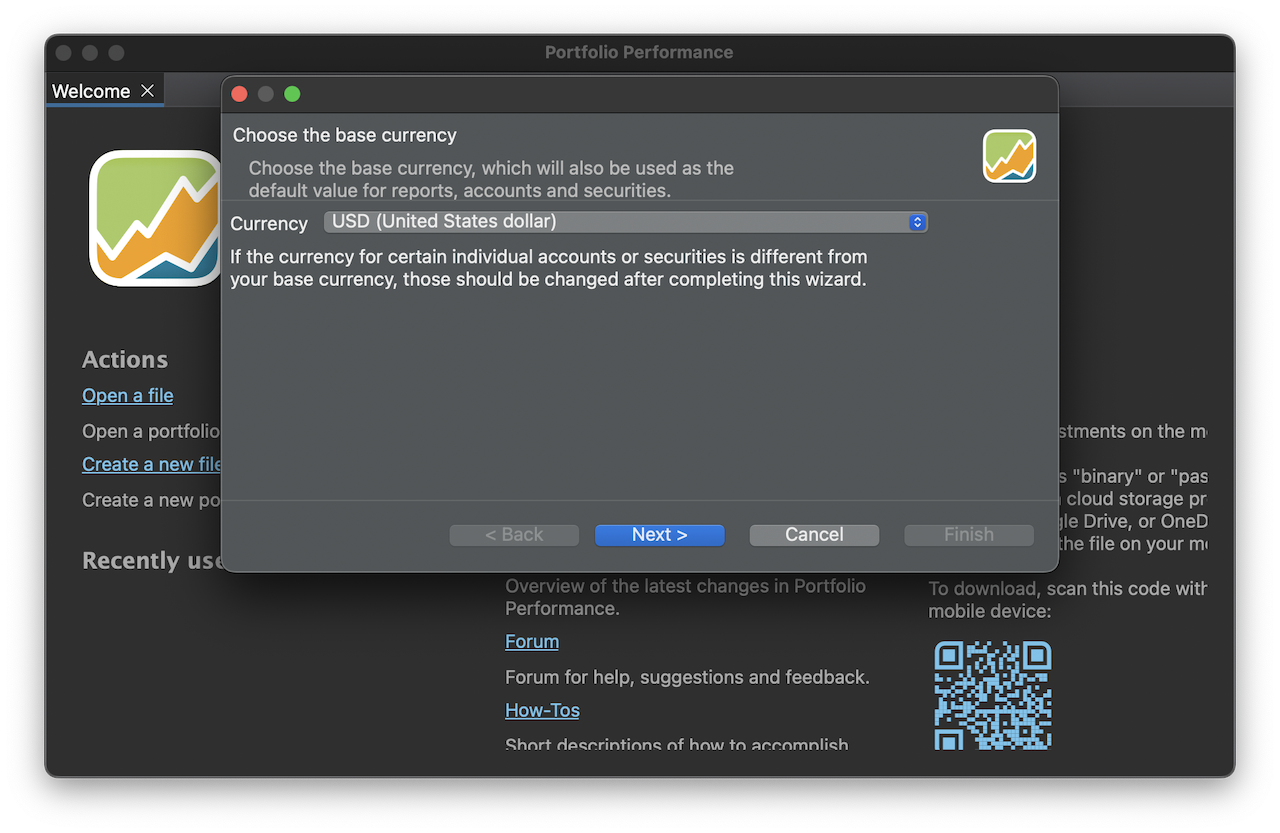 Portfolio Performance
Welcome
Choose the base currency
Choose the base currency, which will also be used as the
default value for reports, accounts and securities.
Currency
USD (United States dollar)
If the currency for certain individual accounts or securities is different from
your base currency, those should be changed after completing this wizard.
< Back
Next >
Cancel
Finish
Actions
Open a file
Open a portfolio
Create a new file
Create a new po
Recently use
Overview of the latest changes in Portfolio
Performance.
Forum
Forum for help, suggestions and feedback.
How-Tos
Short descriptions of how to accomplish
stments on the m
s "binary" or "pas
cloud storage pr
gle Drive, or OneD
the file on your m
To download, scan this code with
mobile device: